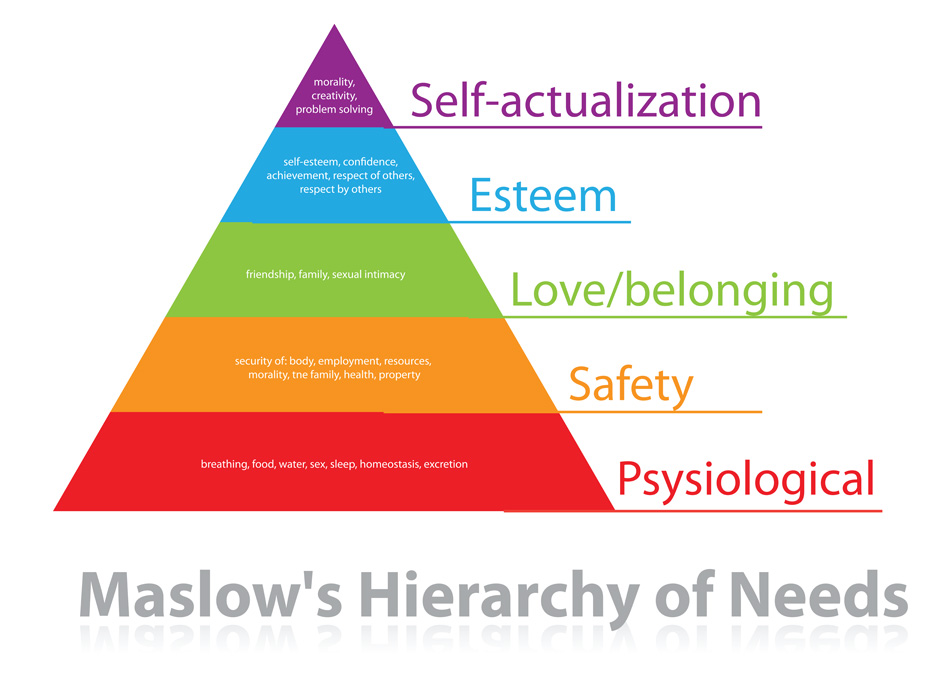 morality,
creativity,
problem solving
Self-actualization
self-esteem, confidence,
achievement, respect of others,
respect by others
Esteem
friendship, family, sexual intimacy
Love/belonging
security of: body, employment, resources,
morality, tne family, health, property
Safety
breathing, food, water, sex, sleep, homeostasis, excretion
Psysiological
Maslow's Hierarchy of Needs